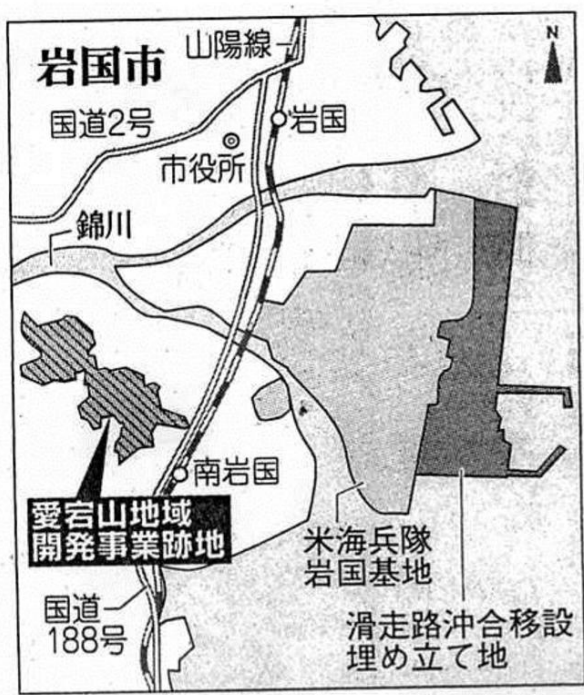 山陽線
N
岩国市
国道2号
岩国
市役所
錦川
南岩国
愛宕山地域
開発事業跡地
米海兵隊
岩国基地
国道
188号
滑走路沖合移設
埋め立て地